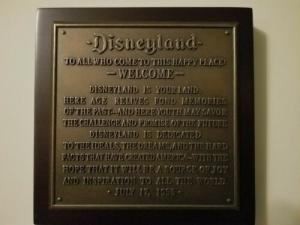 -Disneyland-
TO ALL WHO COME TO THIS HAPPY PLACE
- WELCOME -
DISNEYLAND IS YOUR LAND
HERE AGE RELIVES FOND MEMORIES
OF THE PAST-AND HERE YOUTH MAY SAVOR
THE CHALLENGE AND PROMISE OF THE FUTURE
DISNEYLAND IS DEDICATED
TO THE IDEALS, THE DREAMS, AND THE HARD
FACTS THAT HAVE CREATED AMERICA-WITH THE
HOPE THAT IT WILL BE A SOURCE OF JOY
AND INSPIRATION TO ALL THE WORLD
· JULY 17, 1955 ·